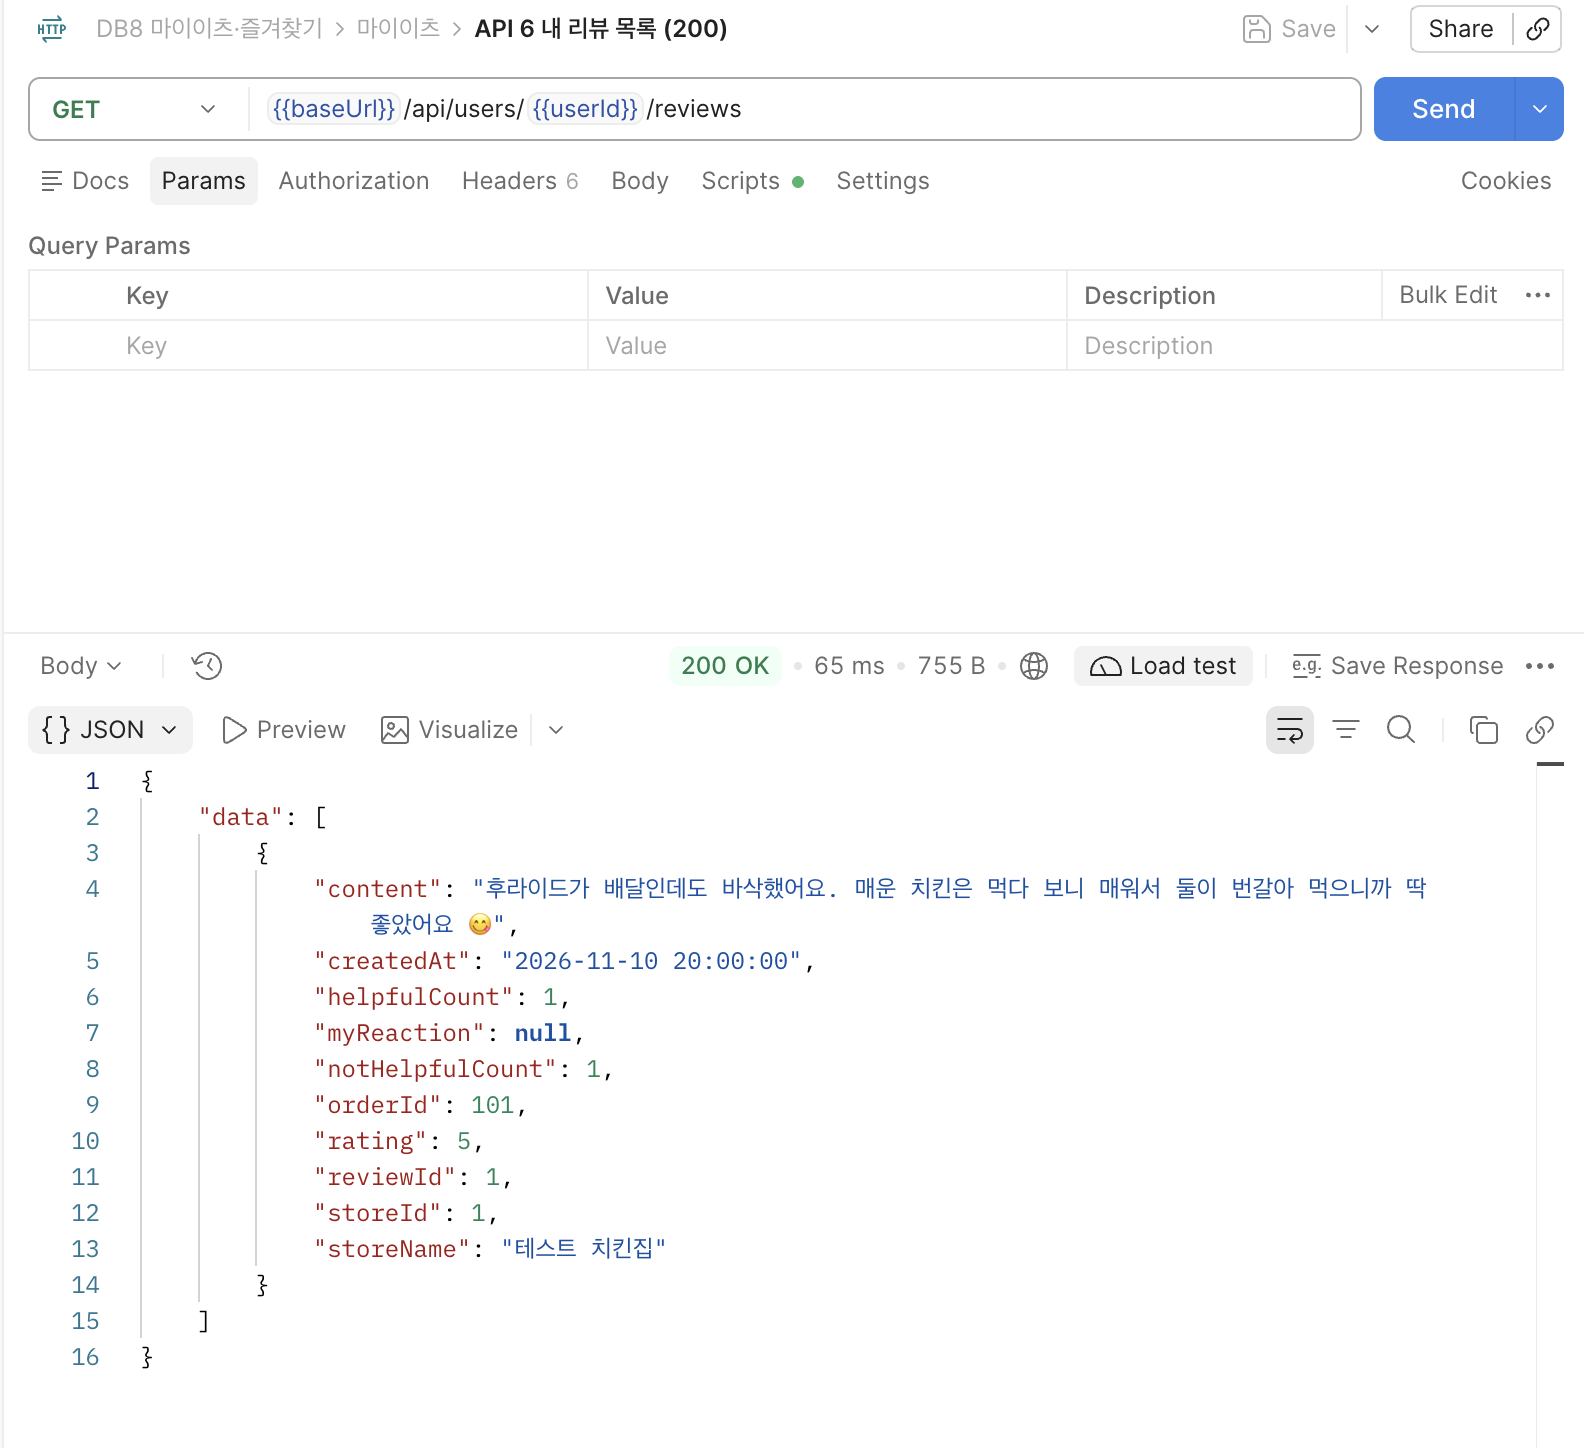 HTTP DB8 마이이츠·즐겨찾기 > 마이이츠 > API 6 내 리뷰 목록 (200) Save Share
GET {{baseUrl}}/api/users/{{userId}}/reviews Send
Docs Params Authorization Headers 6 Body Scripts Settings Cookies
Query Params
Key Value Description Bulk Edit ...
Key Value Description
Body 200 OK • 65 ms • 755 B • Load test e.g. Save Response ...
{} JSON Preview Visualize
1 {
2 "data": [
3 {
4 "content": "후라이드가 배달인데도 바삭했어요. 매운 치킨은 먹다 보니 매워서 둘이 번갈아 먹으니까 딱
좋았어요 😋",
5 "createdAt": "2026-11-10 20:00:00",
6 "helpfulCount": 1,
7 "myReaction": null,
8 "notHelpfulCount": 1,
9 "orderId": 101,
10 "rating": 5,
11 "reviewId": 1,
12 "storeId": 1,
13 "storeName": "테스트 치킨집"
14 }
15 ]
16 }